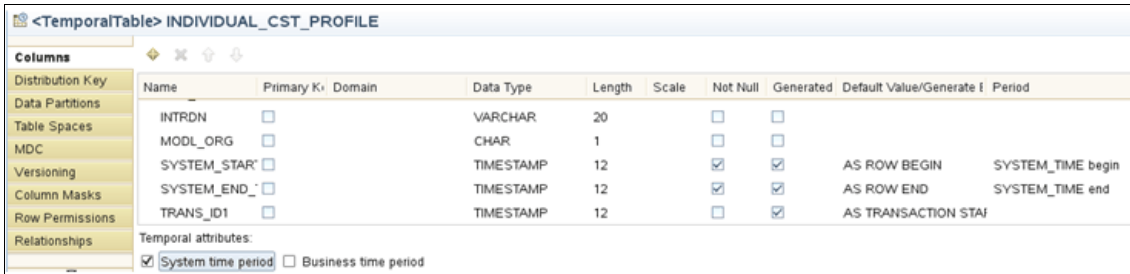 <TemporalTable> INDIVIDUAL_CST_PROFILE
Columns
Distribution Key
Data Partitions
Table Spaces
MDC
Versioning
Column Masks
Row Permissions
Relationships
Name Primary K Domain Data Type Length Scale Not Null Generated Default Value/Generate E Period
INTRDN VARCHAR 20
MODL_ORG CHAR 1
SYSTEM_START TIMESTAMP 12 AS ROW BEGIN SYSTEM_TIME begin
SYSTEM_END_ TIMESTAMP 12 AS ROW END SYSTEM_TIME end
TRANS_ID1 TIMESTAMP 12 AS TRANSACTION STAR
Temporal attributes:
System time period Business time period